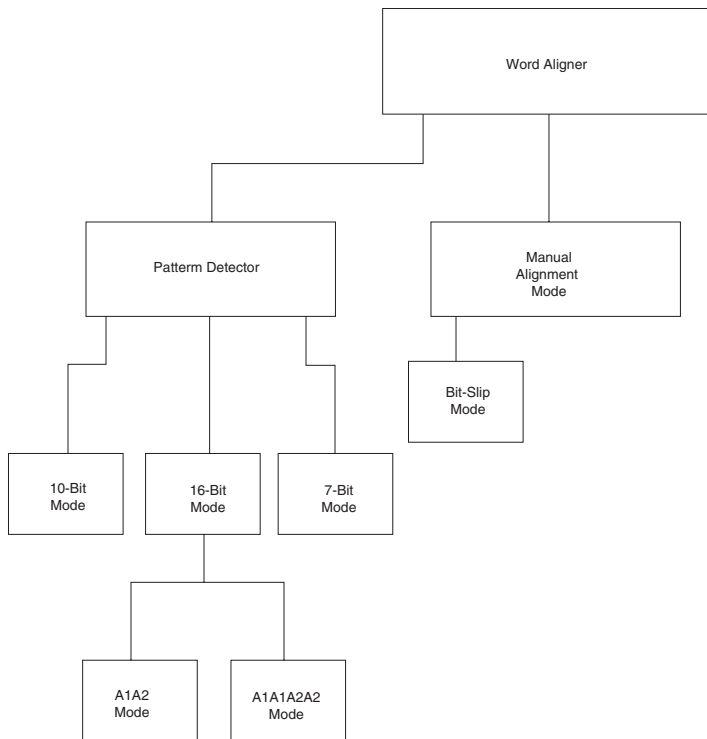 Word Aligner
Patterm Detector
Manual
Alignment
Mode
Bit-Slip
Mode
10-Bit
Mode
16-Bit
Mode
7-Bit
Mode
A1A2
Mode
A1A1A2A2
Mode